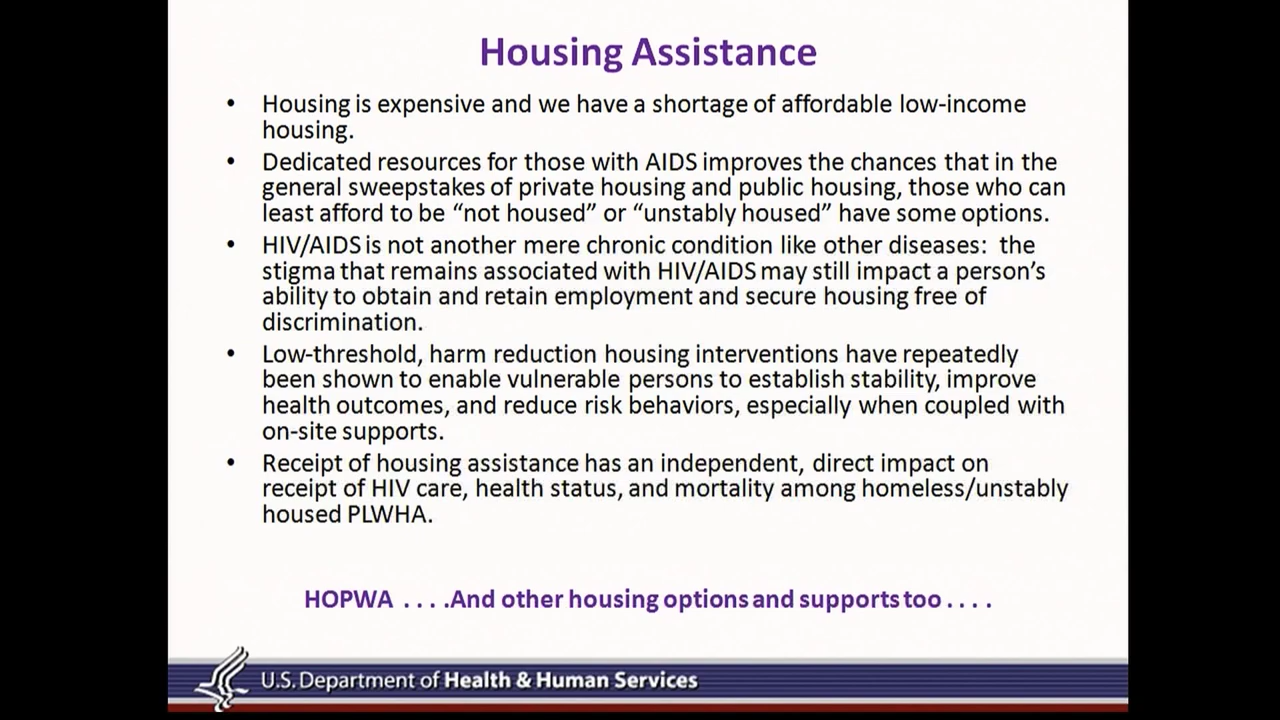 Housing Assistance
• Housing is expensive and we have a shortage of affordable low-income
housing.
• Dedicated resources for those with AIDS improves the chances that in the
general sweepstakes of private housing and public housing, those who can
least afford to be “not housed” or “unstably housed” have some options.
• HIV/AIDS is not another mere chronic condition like other diseases:  the
stigma that remains associated with HIV/AIDS may still impact a person’s
ability to obtain and retain employment and secure housing free of
discrimination.
• Low-threshold, harm reduction housing interventions have repeatedly
been shown to enable vulnerable persons to establish stability, improve
health outcomes, and reduce risk behaviors, especially when coupled with
on-site supports.
• Receipt of housing assistance has an independent, direct impact on
receipt of HIV care, health status, and mortality among homeless/unstably
housed PLWHA.
HOPWA . . . .And other housing options and supports too . . . .
U.S. Department of Health & Human Services